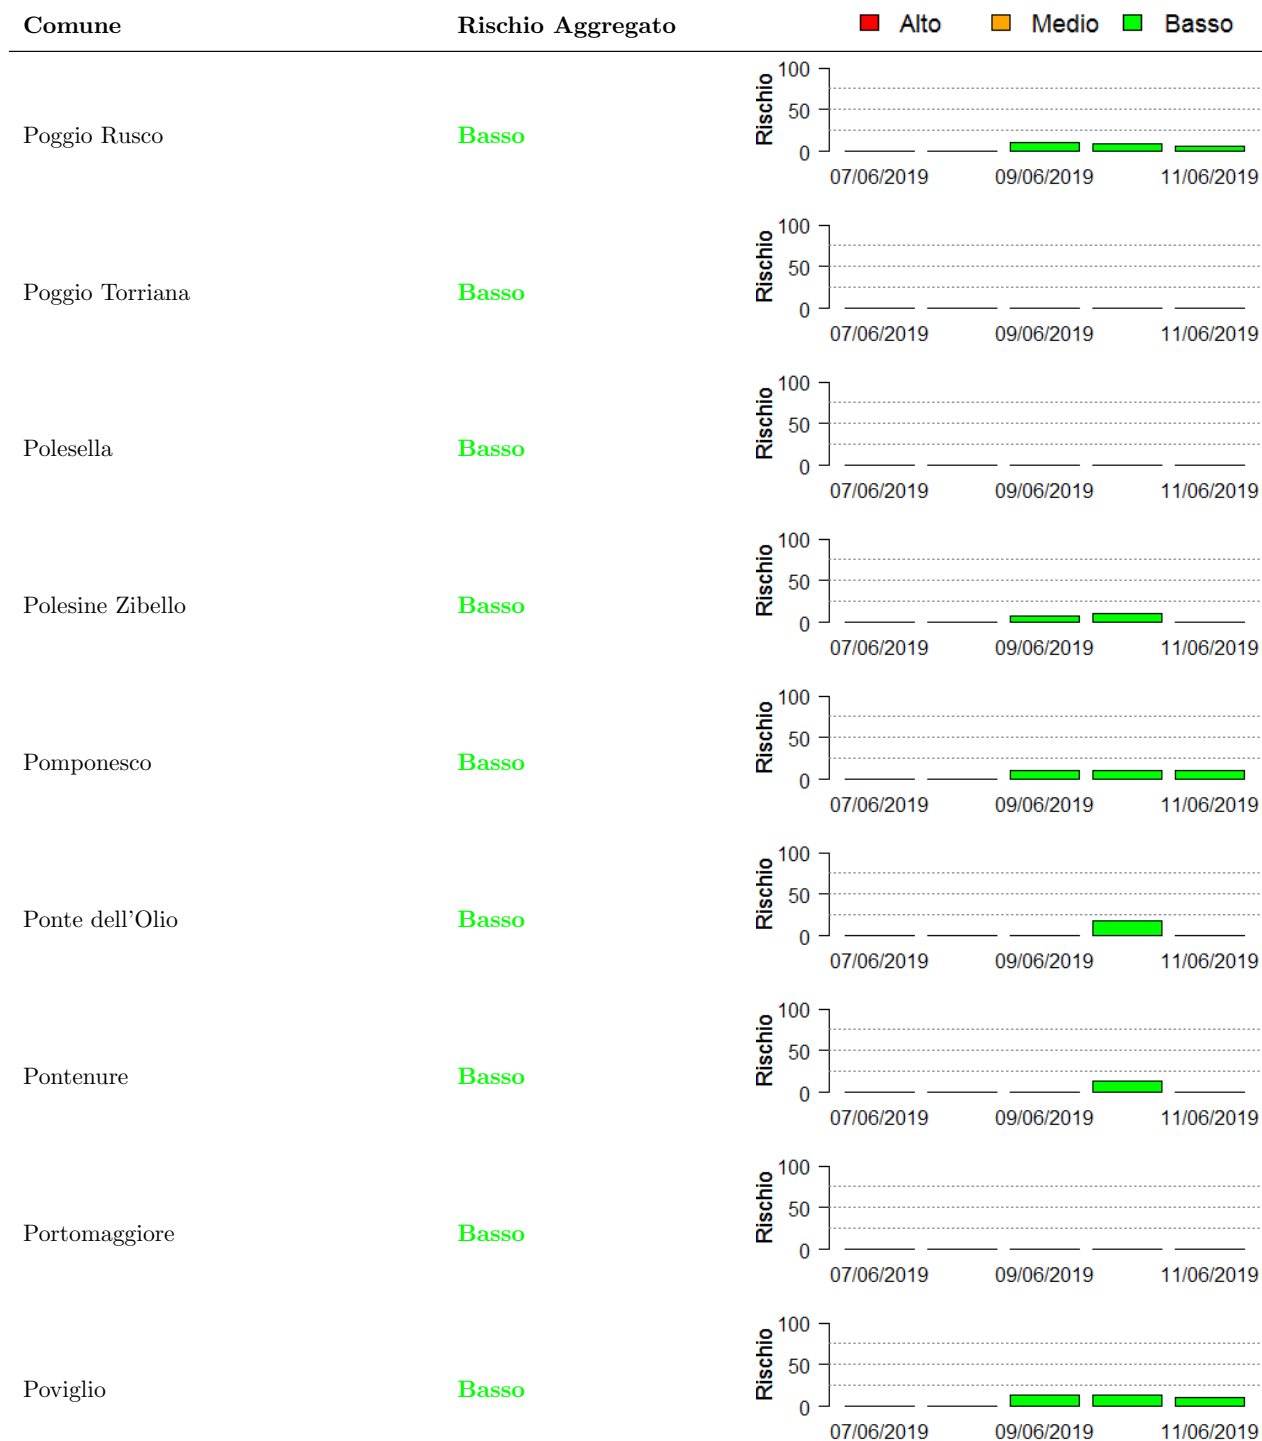 Comune Rischio Aggregato Alto Medio Basso
100
50
0
Rischio
Poggio Rusco Basso
07/06/2019 09/06/2019 11/06/2019
100
50
0
Rischio
Poggio Torriana Basso
07/06/2019 09/06/2019 11/06/2019
100
50
0
Rischio
Polesella Basso
07/06/2019 09/06/2019 11/06/2019
100
50
0
Rischio
Polesine Zibello Basso
07/06/2019 09/06/2019 11/06/2019
100
50
0
Rischio
Pomponesco Basso
07/06/2019 09/06/2019 11/06/2019
100
50
0
Rischio
Ponte dell'Olio Basso
07/06/2019 09/06/2019 11/06/2019
100
50
0
Rischio
Pontenure Basso
07/06/2019 09/06/2019 11/06/2019
100
50
0
Rischio
Portomaggiore Basso
07/06/2019 09/06/2019 11/06/2019
100
50
0
Rischio
Poviglio Basso
07/06/2019 09/06/2019 11/06/2019